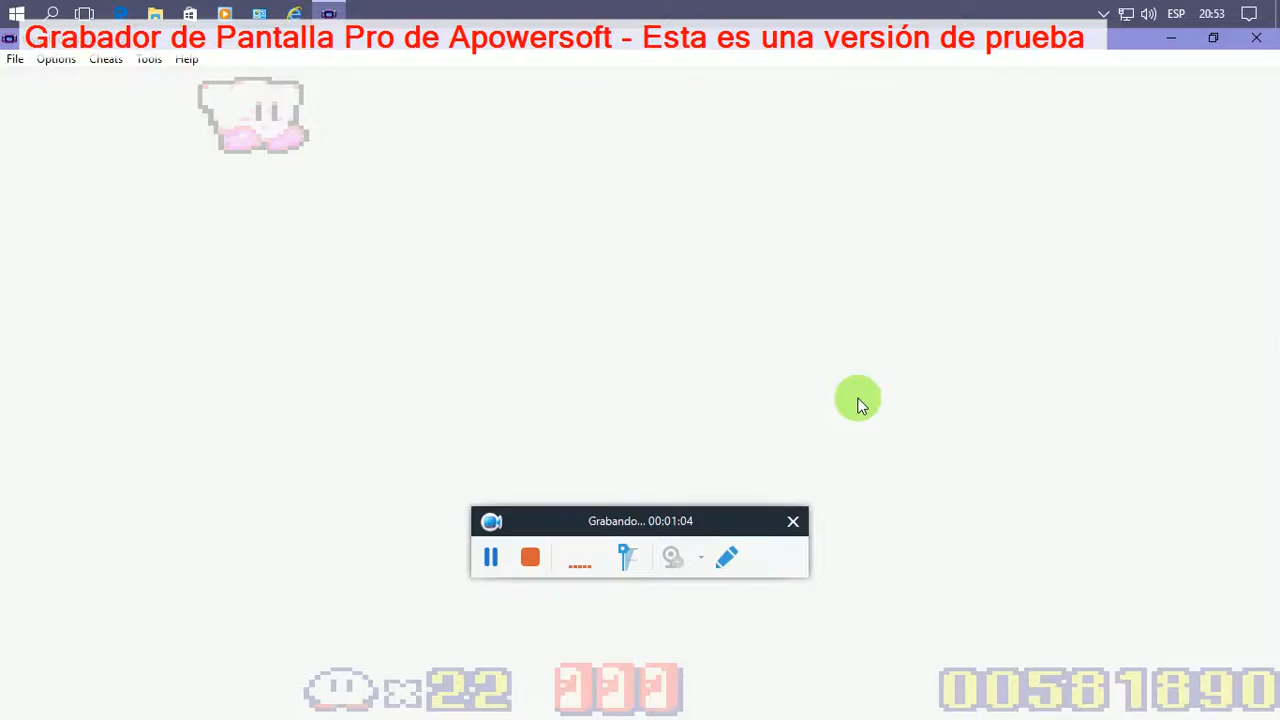 ESP 20:53
Grabador de Pantalla Pro de Apowersoft - Esta es una versión de prueba
File Options Cheats Tools Help
Grabando... 00:01:04
x 22 00581890